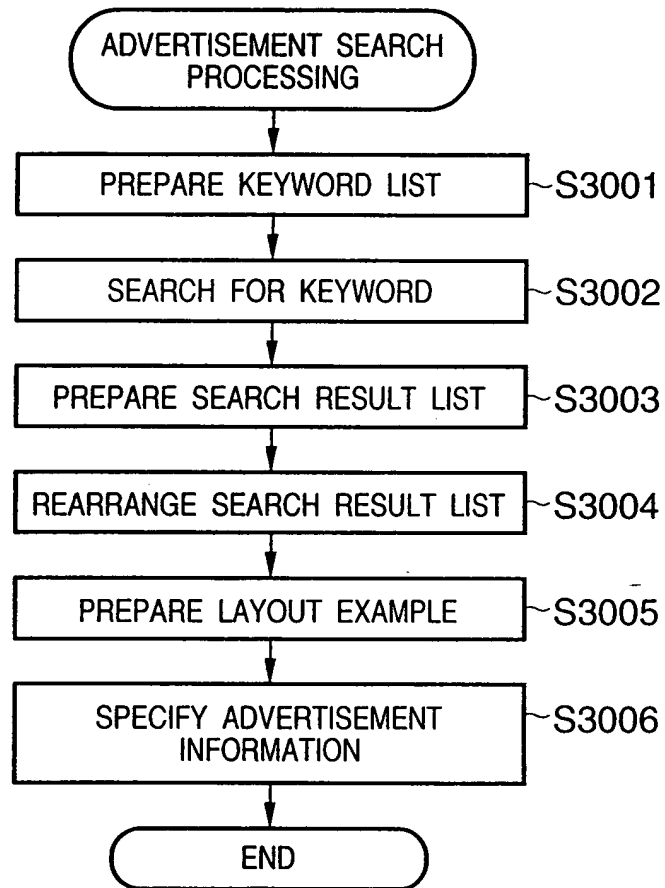 ADVERTISEMENT SEARCH
PROCESSING
PREPARE KEYWORD LIST
S3001
SEARCH FOR KEYWORD
S3002
PREPARE SEARCH RESULT LIST
S3003
REARRANGE SEARCH RESULT LIST
S3004
PREPARE LAYOUT EXAMPLE
S3005
SPECIFY ADVERTISEMENT
INFORMATION
S3006
END